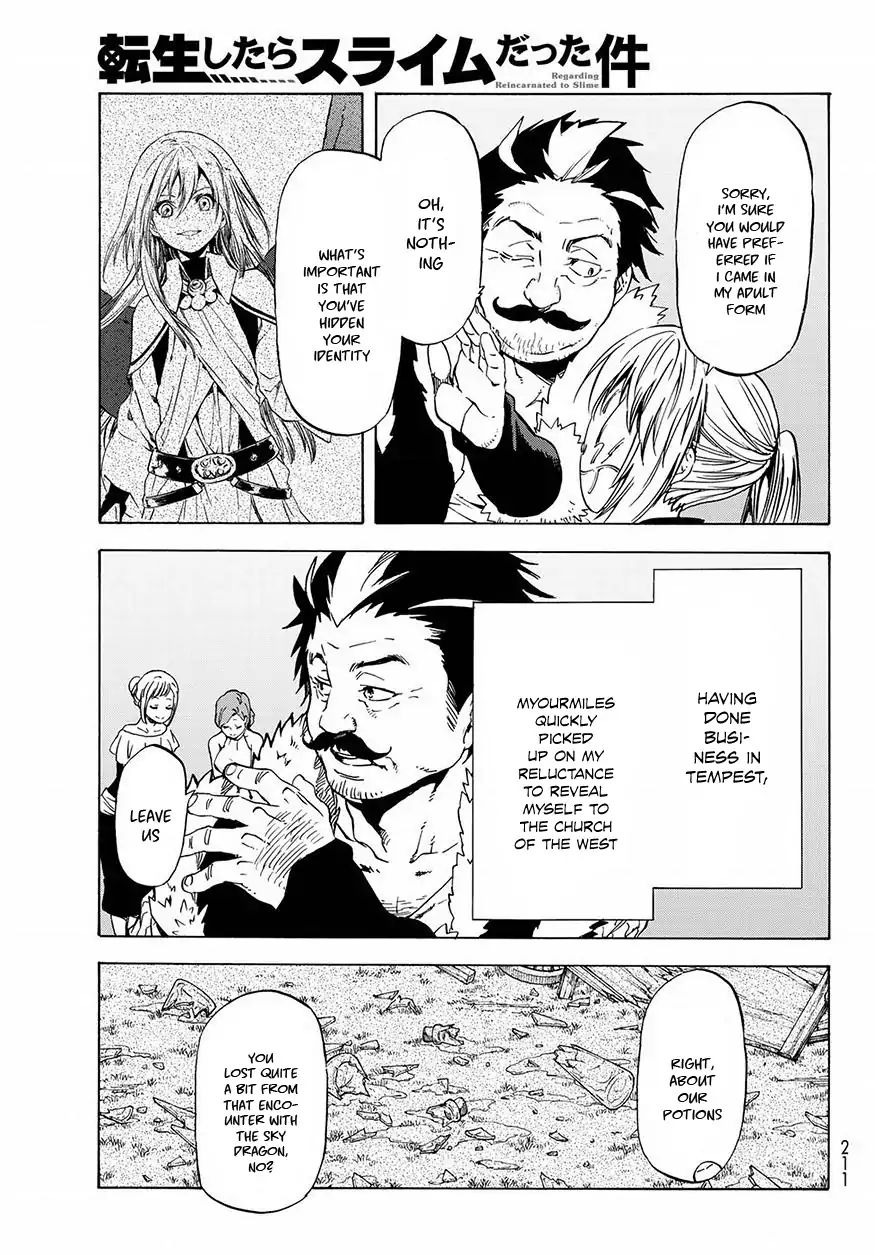 転生したらスライムだった件
Regarding
Reincarnated to Slime
SORRY,
I'M SURE
YOU WOULD
HAVE PREF-
ERRED IF
I CAME IN
MY ADULT
FORM
OH,
IT'S
NOTH-
ING
WHAT'S
IMPORTANT
IS THAT
YOU'VE
HIDDEN
YOUR
IDENTITY
HAVING
DONE
BUSI-
NESS IN
TEMPEST,
MYOURMILES
QUICKLY
PICKED
UP ON MY
RELUCTANCE
TO REVEAL
MYSELF TO
THE CHURCH
OF THE WEST
LEAVE
US
RIGHT,
ABOUT
OUR
POTIONS
YOU
LOST QUITE
A BIT FROM
THAT ENCO-
UNTER WITH
THE SKY
DRAGON,
NO?
211